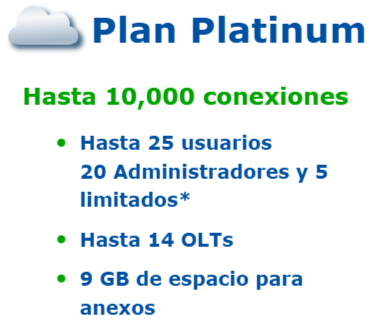 Plan Platinum
Hasta 10,000 conexiones
• Hasta 25 usuarios
20 Administradores y 5
limitados*
• Hasta 14 OLTs
• 9 GB de espacio para
anexos